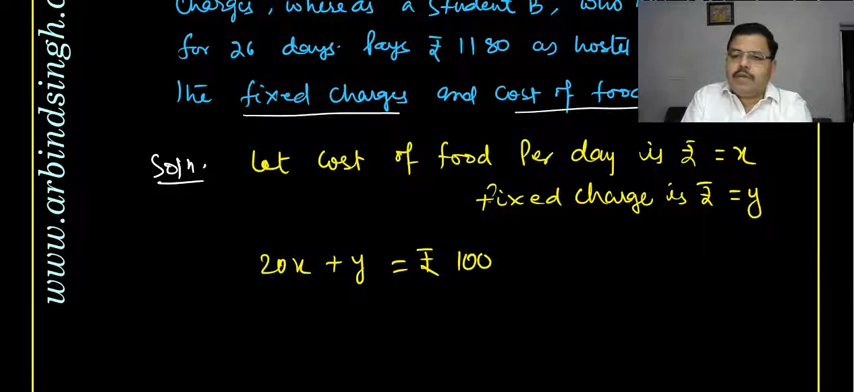 Charges, whereas a student B, who
for 26 days. Pays ₹ 1180 as hostel
The fixed charges and cost of food
Soln. Let cost of food Per day is ₹ = x
fixed charge is ₹ = y
20x + y = ₹ 100
www.arbindsingh.c